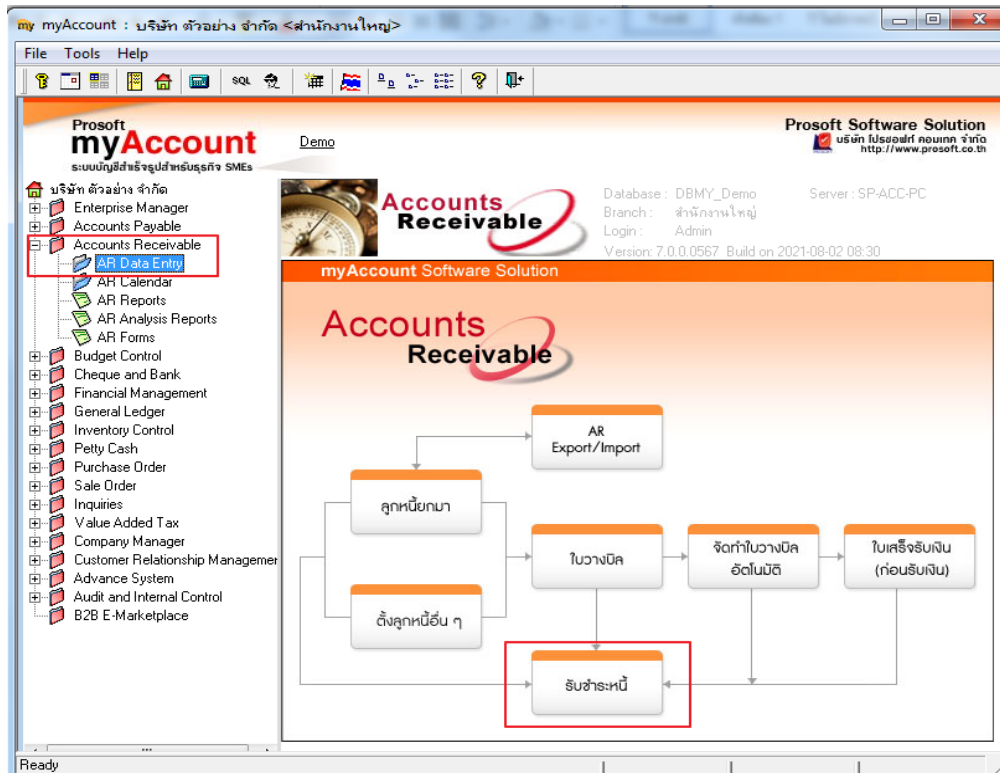 my myAccount : บริษัท ตัวอย่าง จำกัด <สำนักงานใหญ่>
File Tools Help
SQL
Prosoft
myAccount
ระบบบัญชีสำเร็จรูปสำหรับธุรกิจ SMEs
Demo
Prosoft Software Solution
บริษัท โปรซอฟท์ คอมเทค จำกัด
http://www.prosoft.co.th
บริษัท ตัวอย่าง จำกัด
Enterprise Manager
Accounts Payable
Accounts Receivable
AR Data Entry
AR Calendar
AR Reports
AR Analysis Reports
AR Forms
Budget Control
Cheque and Bank
Financial Management
General Ledger
Inventory Control
Petty Cash
Purchase Order
Sale Order
Inquiries
Value Added Tax
Company Manager
Customer Relationship Managemer
Advance System
Audit and Internal Control
B2B E-Marketplace
Accounts
Receivable
Database : DBMY_Demo Server : SP-ACC-PC
Branch : สำนักงานใหญ่
Login : Admin
Version: 7.0.0.0567 Build on 2021-08-02 08:30
myAccount Software Solution
Accounts
Receivable
AR
Export/Import
ลูกหนี้ยกมา
ใบวางบิล
จัดทำใบวางบิล
อัตโนมัติ
ใบเสร็จรับเงิน
(ก่อนรับเงิน)
ตั้งลูกหนี้อื่น ๆ
รับชำระหนี้
Ready